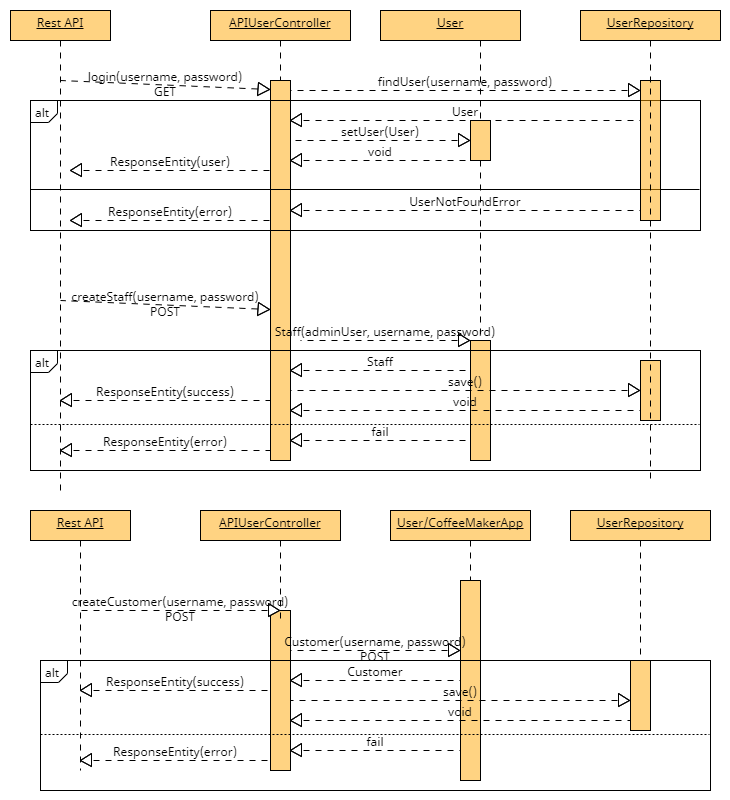 Rest API
APIUserController
User
UserRepository
login(username, password)
GET
findUser(username, password)
alt
User
setUser(User)
void
ResponseEntity(user)
UserNotFoundError
ResponseEntity(error)
createStaff(username, password)
POST
Staff(adminUser, username, password)
alt
Staff
save()
ResponseEntity(success)
void
fail
ResponseEntity(error)
Rest API
APIUserController
User/CoffeeMakerApp
UserRepository
createCustomer(username, password)
POST
Customer(username, password)
POST
alt
Customer
ResponseEntity(success)
save()
void
fail
ResponseEntity(error)